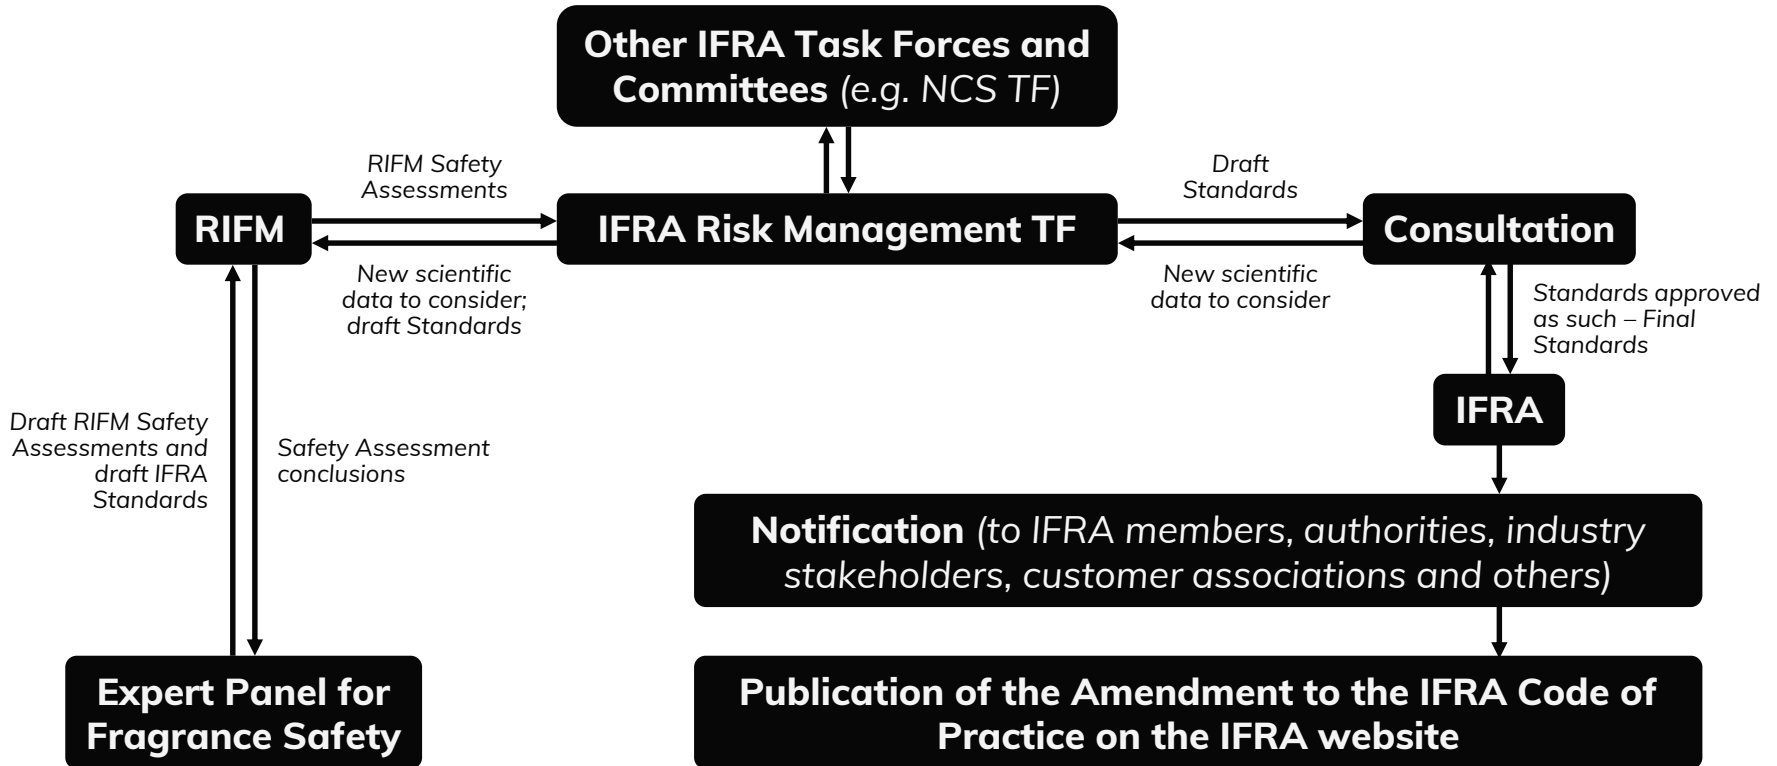 Other IFRA Task Forces and
Committees (e.g. NCS TF)
RIFM Safety
Assessments
Draft
Standards
RIFM
IFRA Risk Management TF
Consultation
New scientific
data to consider;
draft Standards
New scientific
data to consider
Standards approved
as such – Final
Standards
IFRA
Draft RIFM Safety
Assessments and
draft IFRA
Standards
Safety Assessment
conclusions
Notification (to IFRA members, authorities, industry
stakeholders, customer associations and others)
Expert Panel for
Fragrance Safety
Publication of the Amendment to the IFRA Code of
Practice on the IFRA website